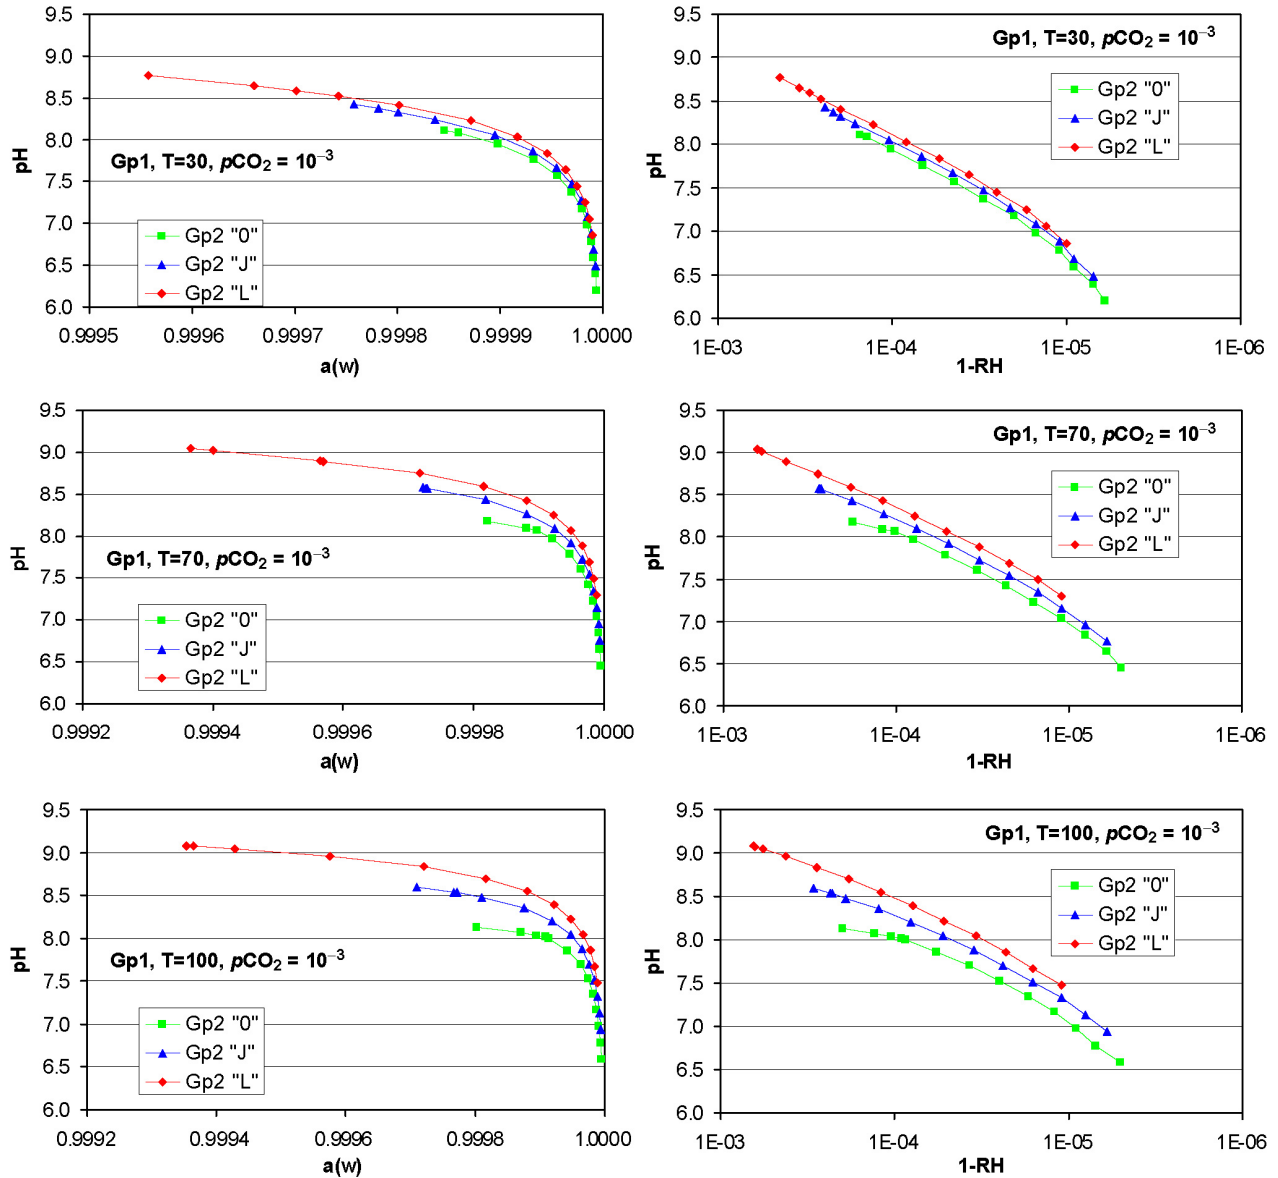 9.5
9.0
8.5
8.0
7.5
7.0
6.5
6.0
pH
Gp1, T=30, pCO₂ = 10⁻³
Gp2 "0"
Gp2 "J"
Gp2 "L"
0.9995
0.9996
0.9997
0.9998
0.9999
1.0000
a(w)
9.5
9.0
8.5
8.0
7.5
7.0
6.5
6.0
pH
Gp1, T=30, pCO₂ = 10⁻³
Gp2 "0"
Gp2 "J"
Gp2 "L"
1E-03
1E-04
1E-05
1E-06
1-RH
9.5
9.0
8.5
8.0
7.5
7.0
6.5
6.0
pH
Gp1, T=70, pCO₂ = 10⁻³
Gp2 "0"
Gp2 "J"
Gp2 "L"
0.9992
0.9994
0.9996
0.9998
1.0000
a(w)
9.5
9.0
8.5
8.0
7.5
7.0
6.5
6.0
pH
Gp1, T=70, pCO₂ = 10⁻³
Gp2 "0"
Gp2 "J"
Gp2 "L"
1E-03
1E-04
1E-05
1E-06
1-RH
9.5
9.0
8.5
8.0
7.5
7.0
6.5
6.0
pH
Gp1, T=100, pCO₂ = 10⁻³
Gp2 "0"
Gp2 "J"
Gp2 "L"
0.9992
0.9994
0.9996
0.9998
1.0000
a(w)
9.5
9.0
8.5
8.0
7.5
7.0
6.5
6.0
pH
Gp1, T=100, pCO₂ = 10⁻³
Gp2 "0"
Gp2 "J"
Gp2 "L"
1E-03
1E-04
1E-05
1E-06
1-RH